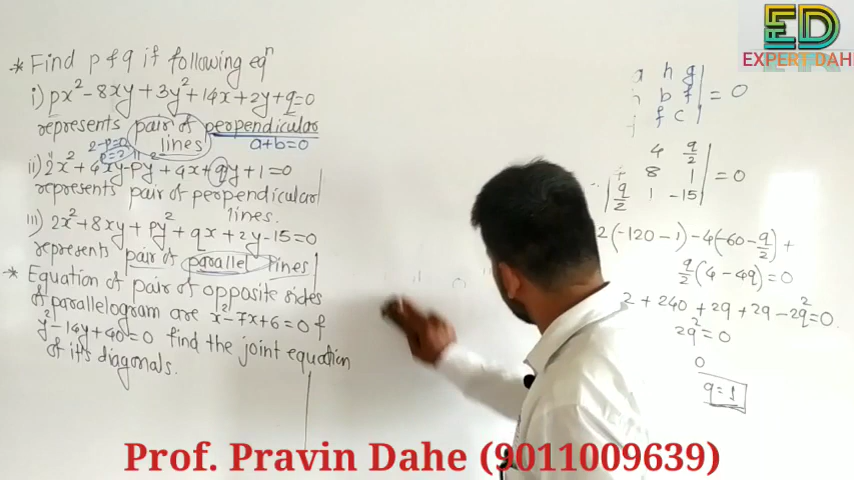 * Find p & q if following eqn
i) px²-8xy+3y²+14x+2y+q=0
represents pair of perpendicular
lines
a+b=0
2-p=0
p=2
ii) 2x²+4xy-py²+4x+qy+1=0
represents pair of perpendicular
lines.
iii) 2x²+8xy+py²+qx+2y-15=0
represents pair of parallel lines
* Equation of pair of opposite sides
of parallelogram are x²-7x+6=0 &
y²-14y+40=0 find the joint equation
of its diagonals.
a h g
b f = 0
f c
4 q/2
8 1 = 0
q/2 1 -15
2(-120-1)-4(-60-q/2)+
q/2(4-4q)=0
2+240+2q+2q-2q²=0
2q²=0
0
q=1
ED
EXPERT DAH
Prof. Pravin Dahe (9011009639)